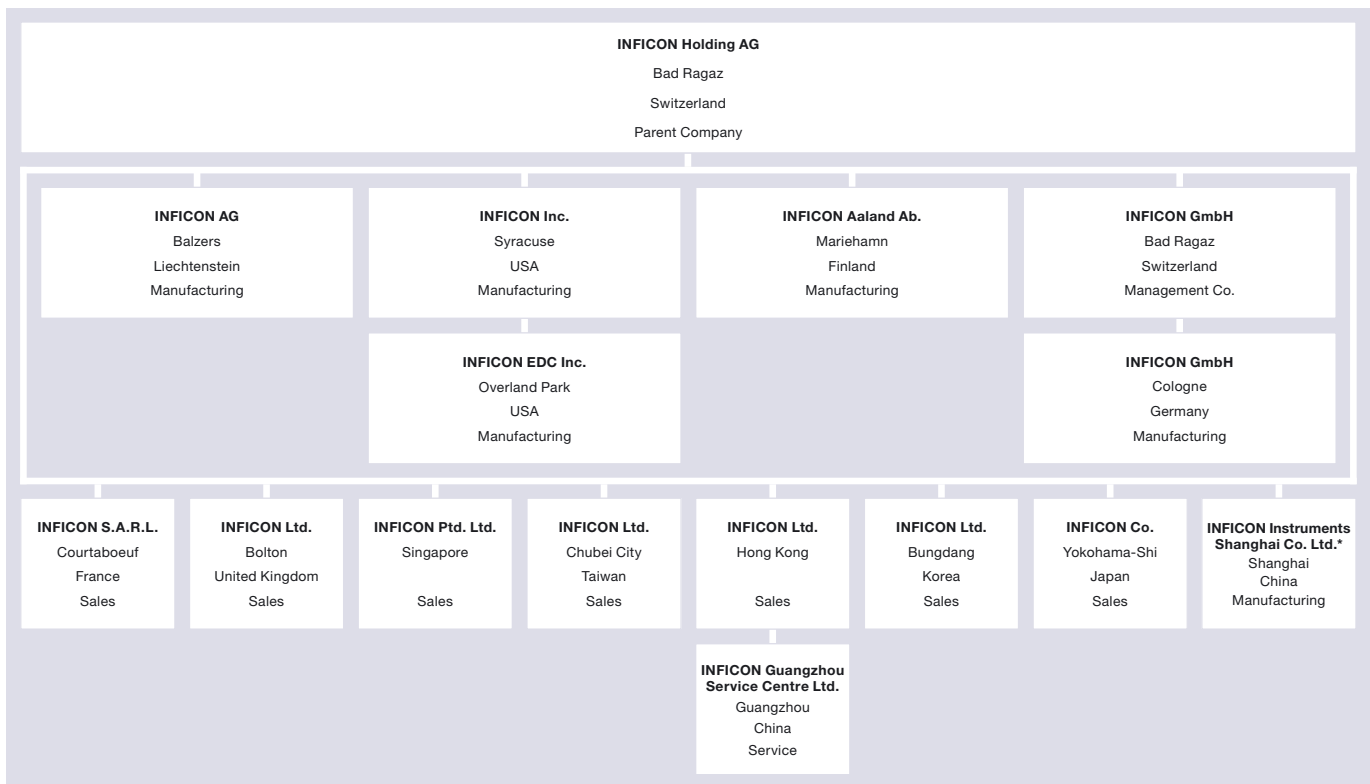 INFICON Holding AG
Bad Ragaz
Switzerland
Parent Company
INFICON AG
Balzers
Liechtenstein
Manufacturing
INFICON Inc.
Syracuse
USA
Manufacturing
INFICON Aaland Ab.
Mariehamn
Finland
Manufacturing
INFICON GmbH
Bad Ragaz
Switzerland
Management Co.
INFICON EDC Inc.
Overland Park
USA
Manufacturing
INFICON GmbH
Cologne
Germany
Manufacturing
INFICON S.A.R.L.
Courtaboeuf
France
Sales
INFICON Ltd.
Bolton
United Kingdom
Sales
INFICON Ptd. Ltd.
Singapore
Sales
INFICON Ltd.
Chubei City
Taiwan
Sales
INFICON Ltd.
Hong Kong
Sales
INFICON Ltd.
Bungdang
Korea
Sales
INFICON Co.
Yokohama-Shi
Japan
Sales
INFICON Instruments
Shanghai Co. Ltd.*
Shanghai
China
Manufacturing
INFICON Guangzhou
Service Centre Ltd.
Guangzhou
China
Service